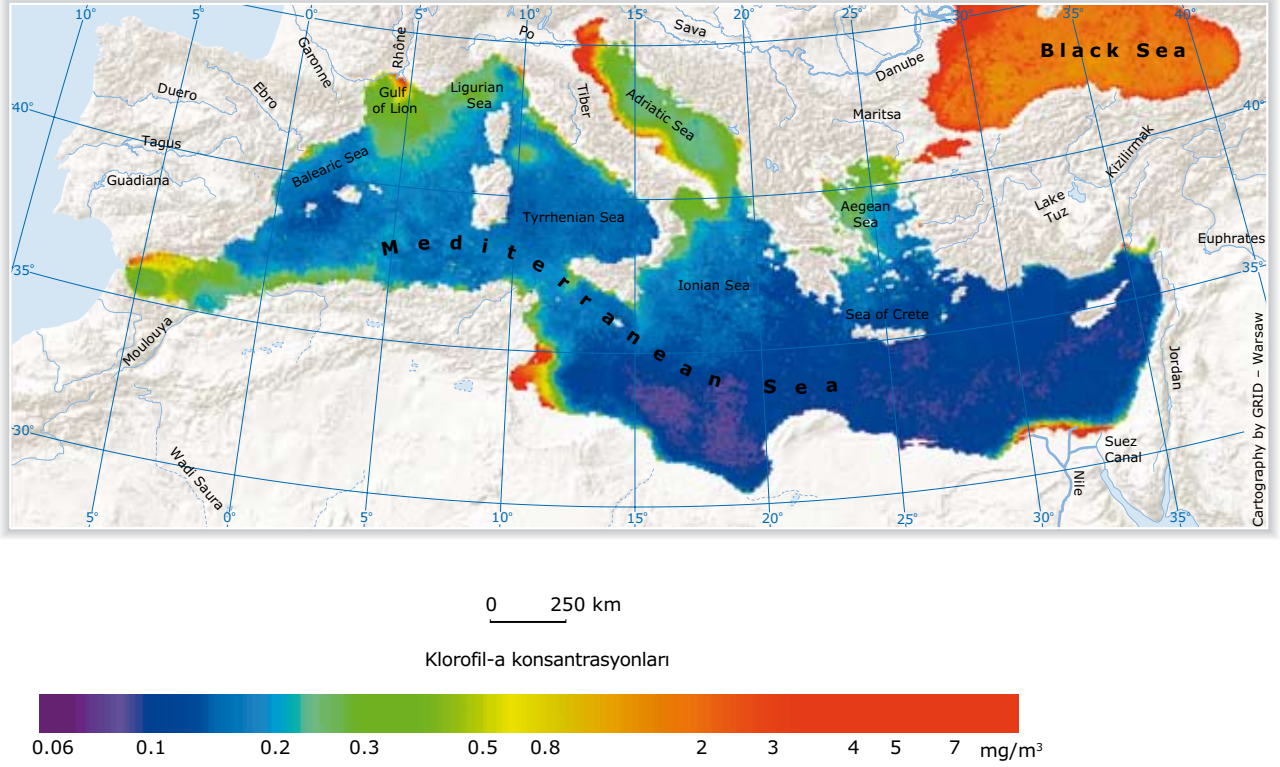 10°
5°
0°
5°
10°
15°
20°
25°
30°
35°
40°
Garonne
Rhône
Po
Sava
Danube
Black Sea
Duero
Ebro
Gulf
of Lion
Ligurian
Sea
Tiber
Adriatic Sea
Maritsa
40°
40°
Tagus
Balearic Sea
Kizilirmak
Guadiana
Tyrrhenian Sea
Aegean
Sea
Lake
Tuz
Euphrates
35°
35°
Mediterranean Sea
Ionian Sea
Sea of Crete
Moulouya
Jordan
30°
Suez
Canal
Wadi Saura
Nile
5°
0°
5°
10°
15°
20°
25°
30°
35°
Cartography by GRID – Warsaw
0 250 km
Klorofil-a konsantrasyonları
0.06 0.1 0.2 0.3 0.5 0.8 2 3 4 5 7 mg/m³